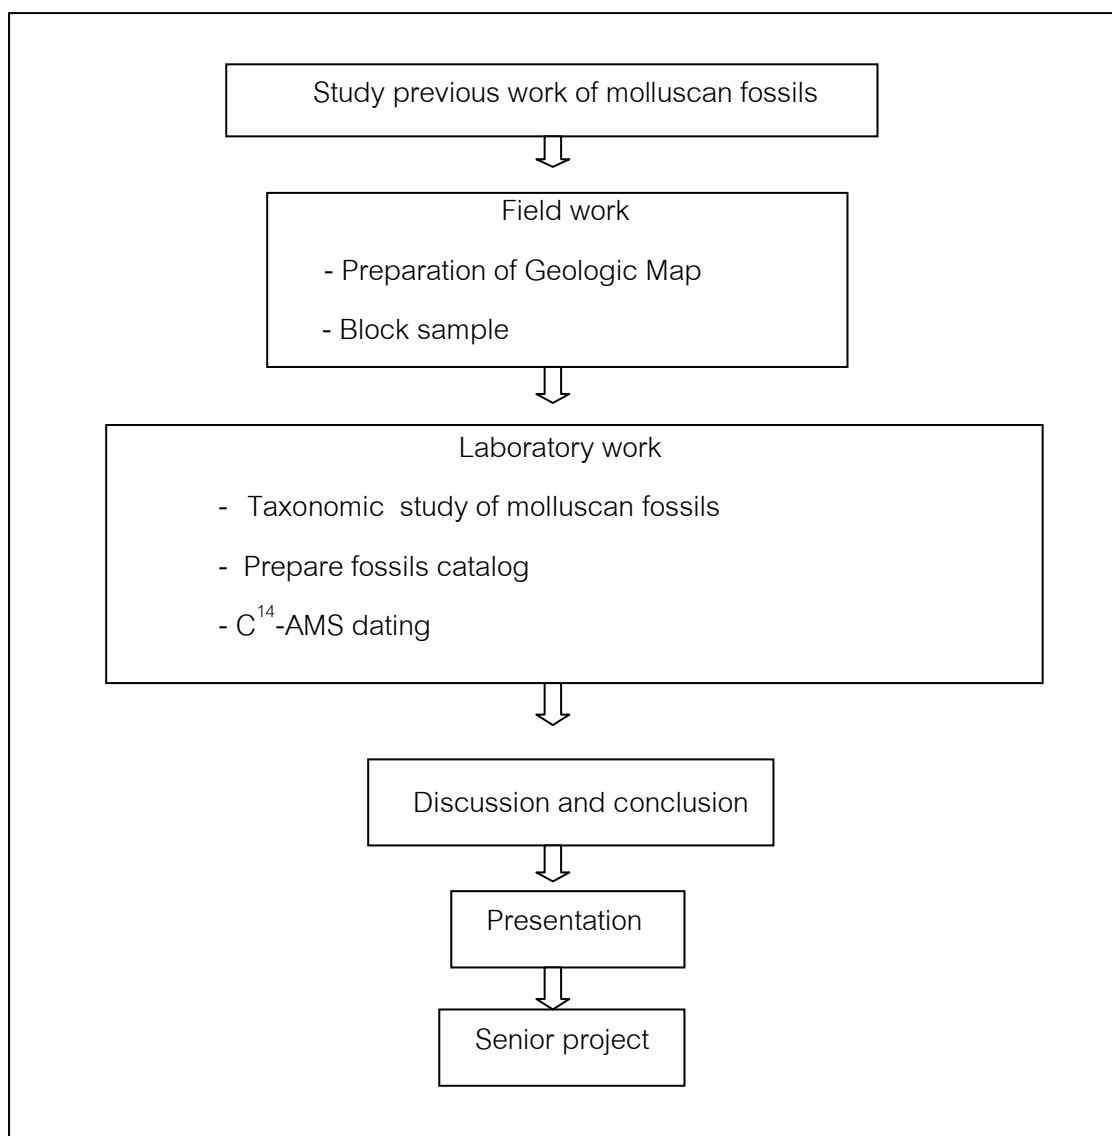 Study previous work of molluscan fossils
Field work
- Preparation of Geologic Map
- Block sample
Laboratory work
- Taxonomic study of molluscan fossils
- Prepare fossils catalog
- C¹⁴-AMS dating
Discussion and conclusion
Presentation
Senior project